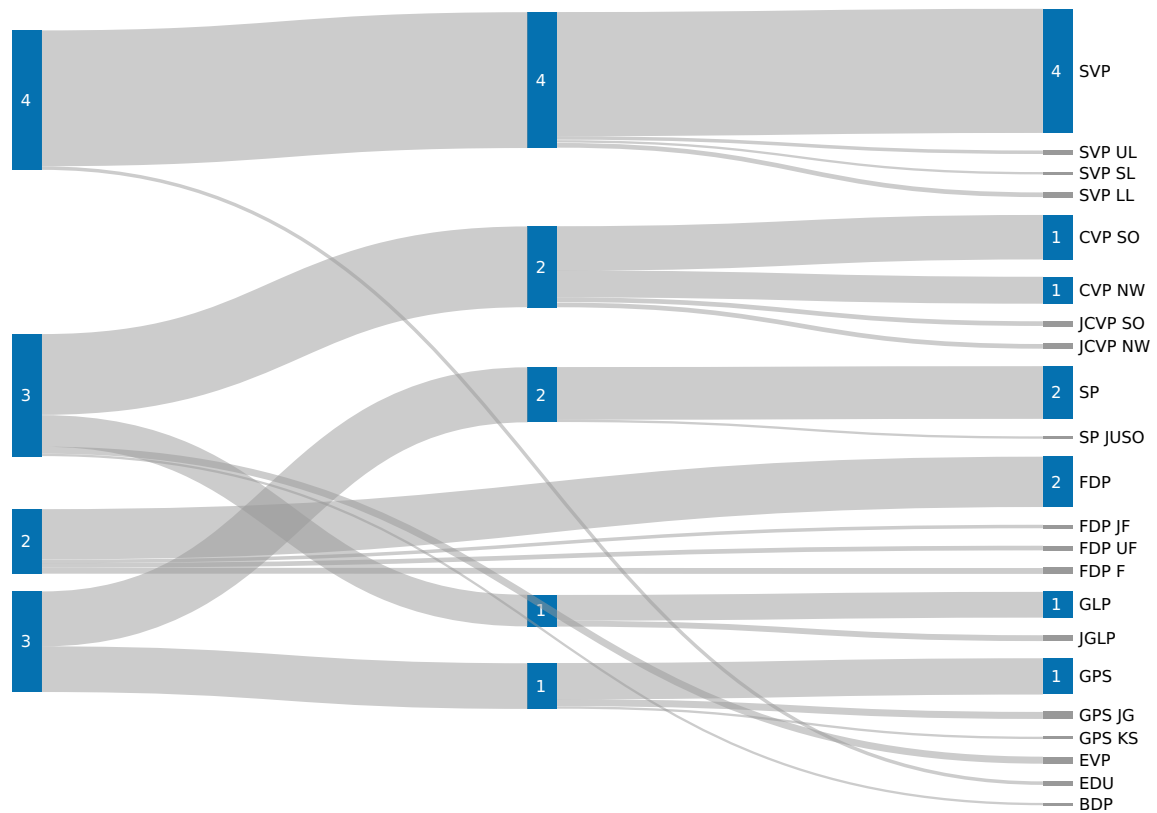 4
3
2
3
4
2
2
1
1
4 SVP
SVP UL
SVP SL
SVP LL
1 CVP SO
1 CVP NW
JCVP SO
JCVP NW
2 SP
SP JUSO
2 FDP
FDP JF
FDP UF
FDP F
1 GLP
JGLP
1 GPS
GPS JG
GPS KS
EVP
EDU
BDP